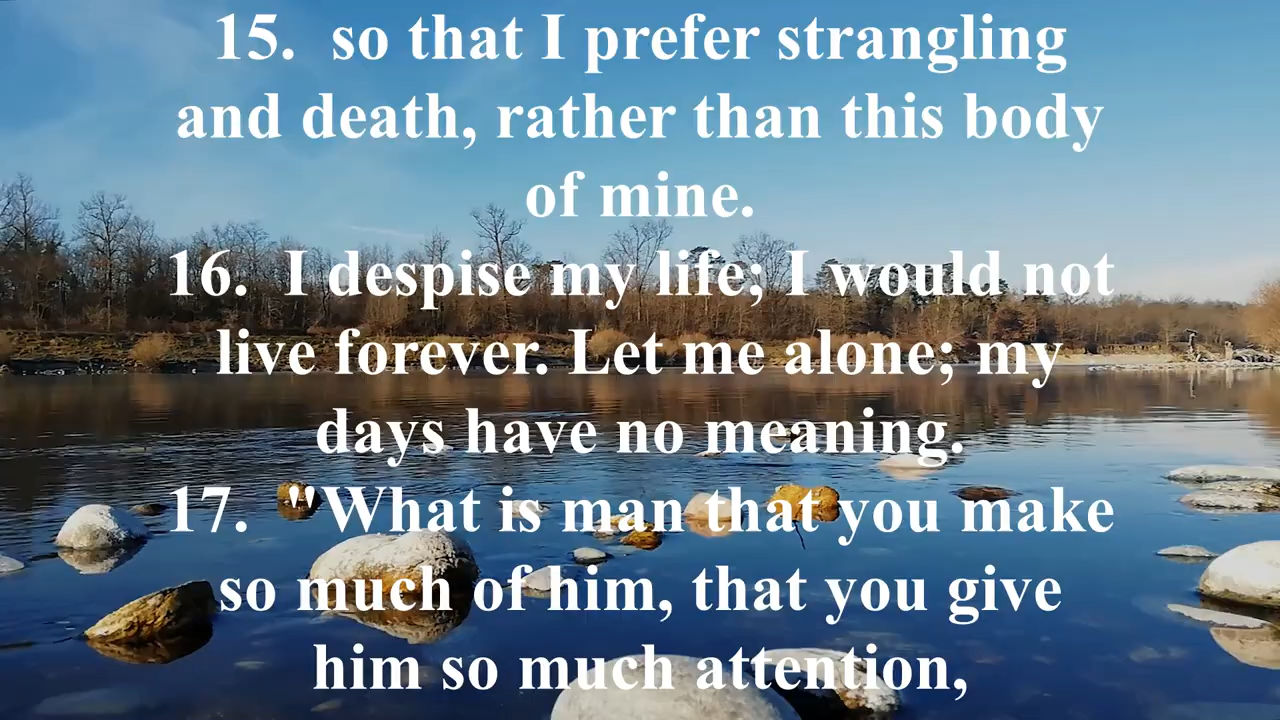 15.  so that I prefer strangling
and death, rather than this body
of mine.
16.  I despise my life; I would not
live forever. Let me alone; my
days have no meaning.
17.  "What is man that you make
so much of him, that you give
him so much attention,